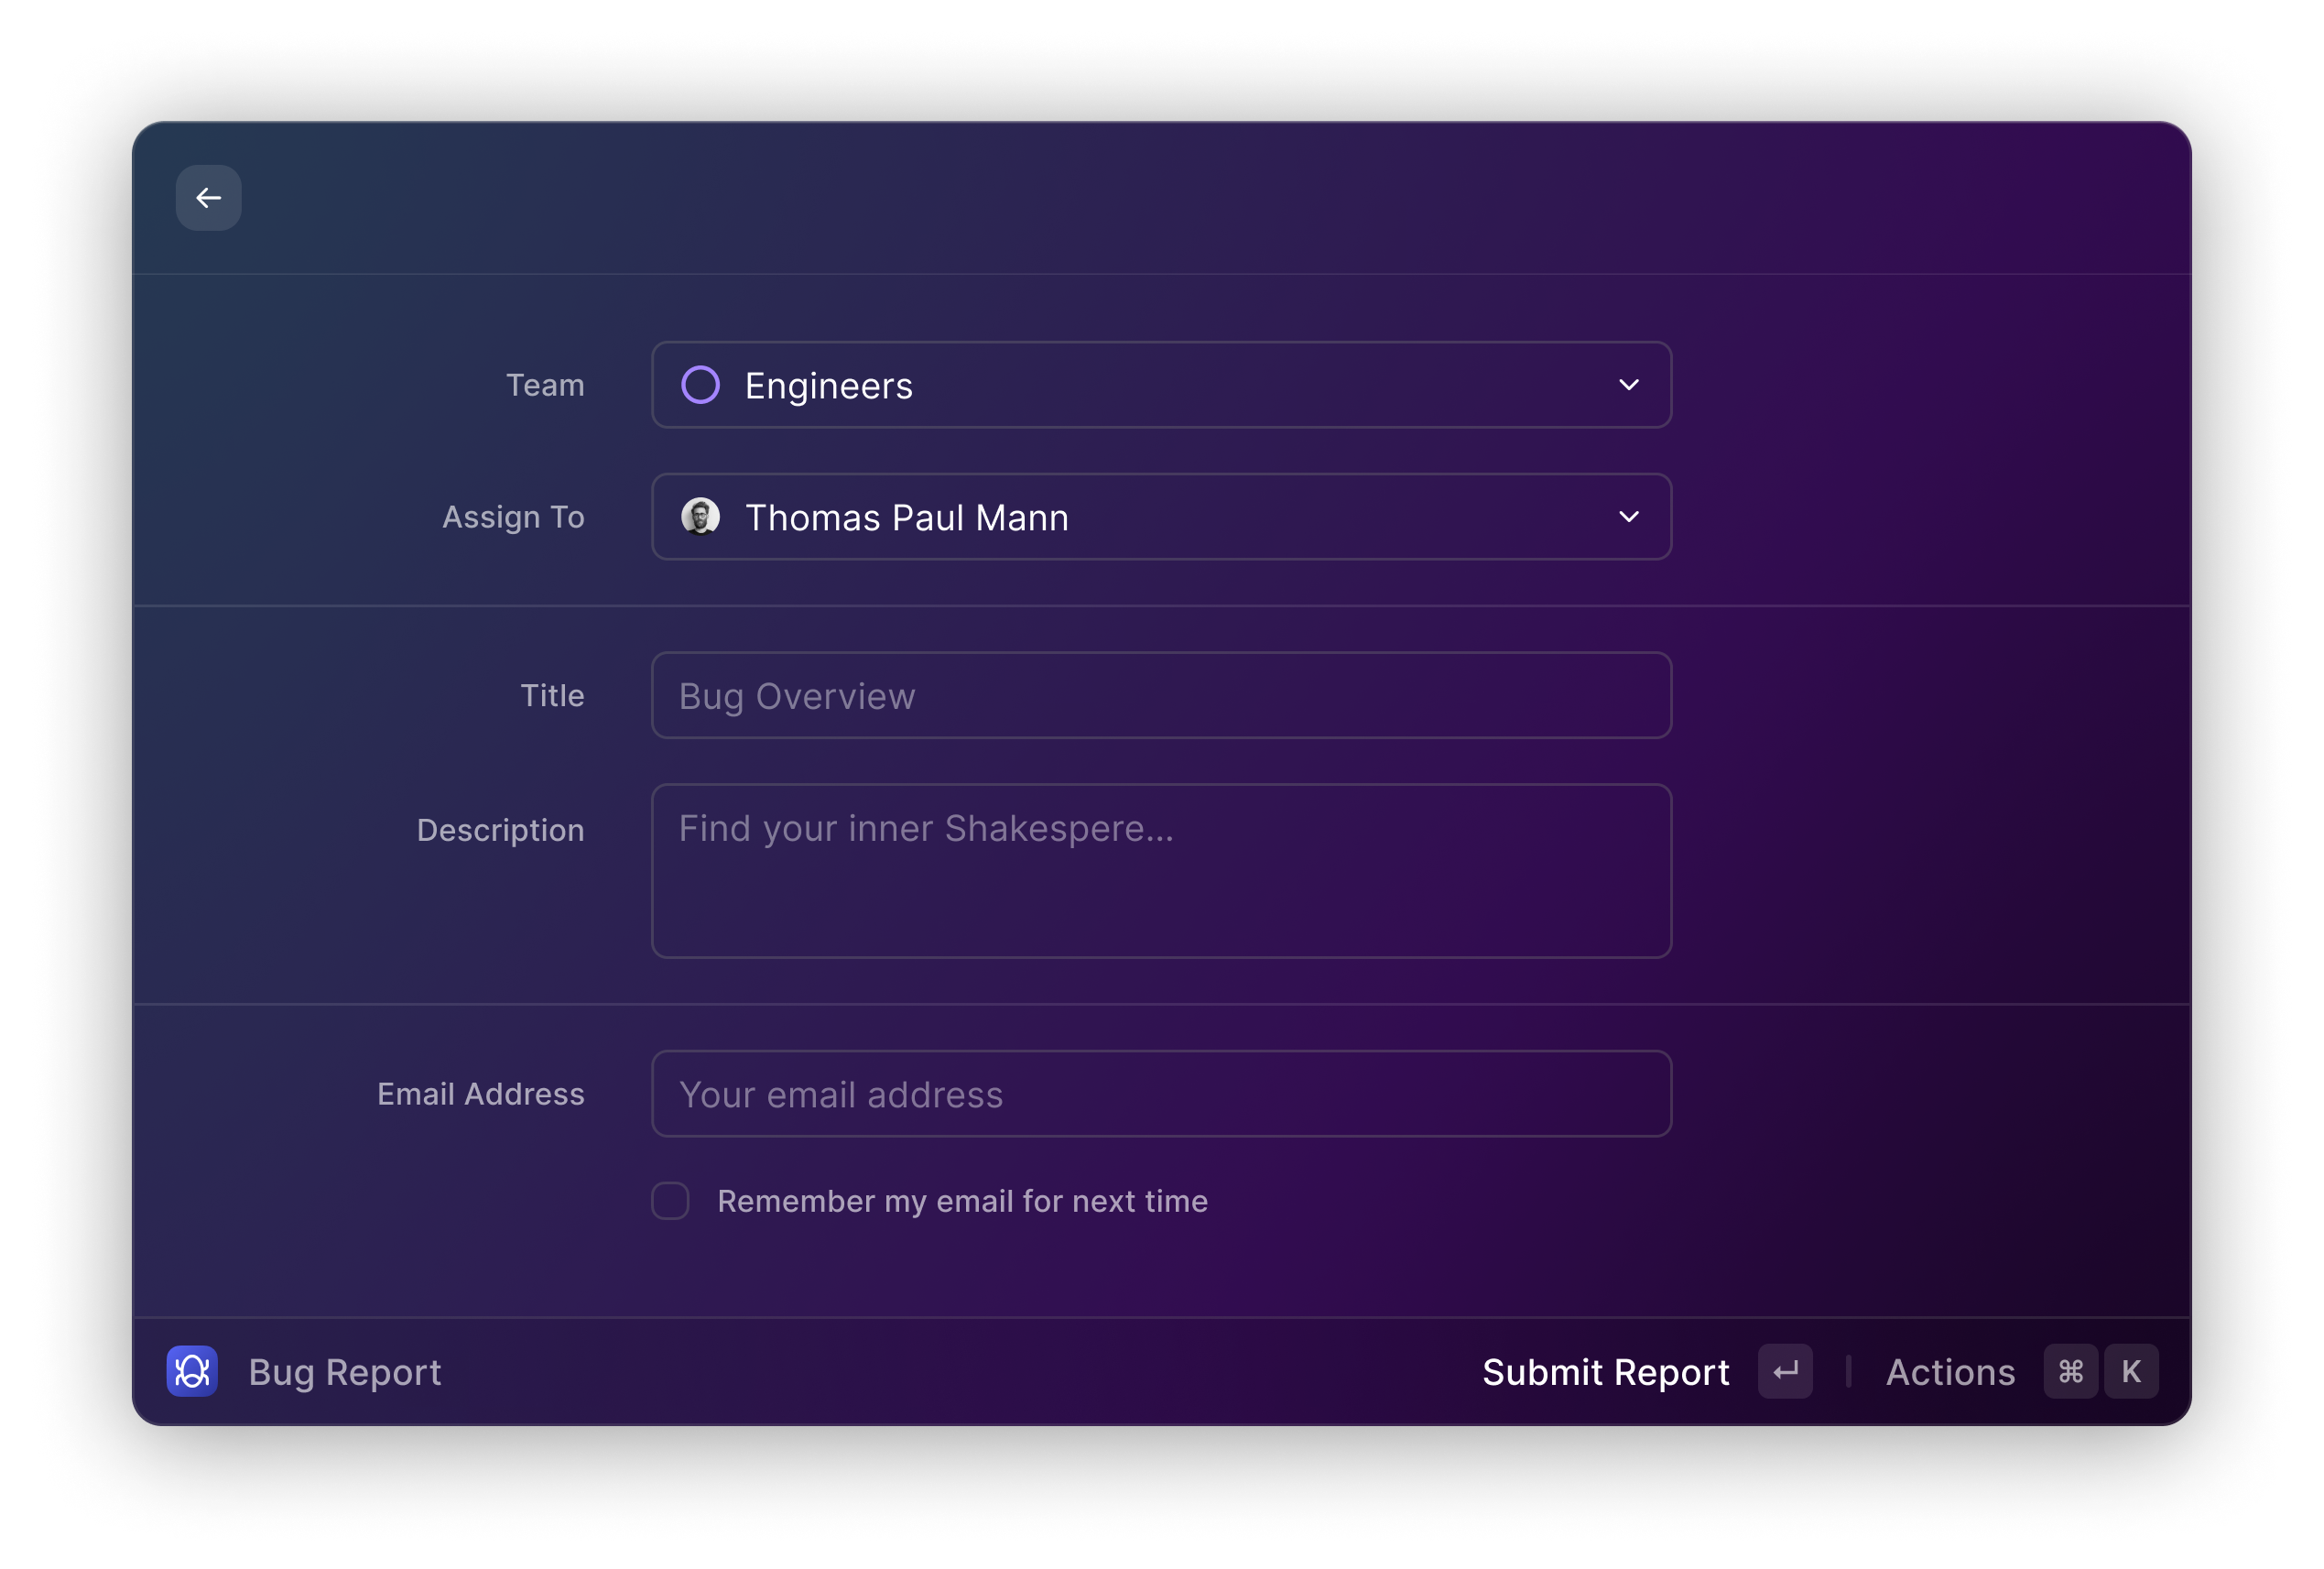 Team
Engineers
Assign To
Thomas Paul Mann
Title
Bug Overview
Description
Find your inner Shakespere...
Email Address
Your email address
Remember my email for next time
Bug Report
Submit Report ↵
Actions ⌘ K